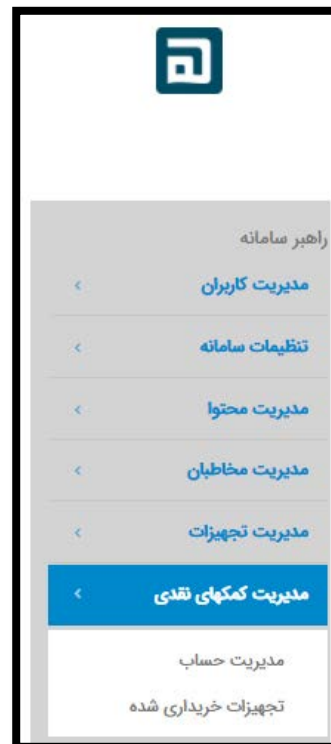 راهبر سامانه
مدیریت کاربران
تنظیمات سامانه
مدیریت محتوا
مدیریت مخاطبان
مدیریت تجهیزات
مدیریت کمکهای نقدی
مدیریت حساب
تجهیزات خریداری شده